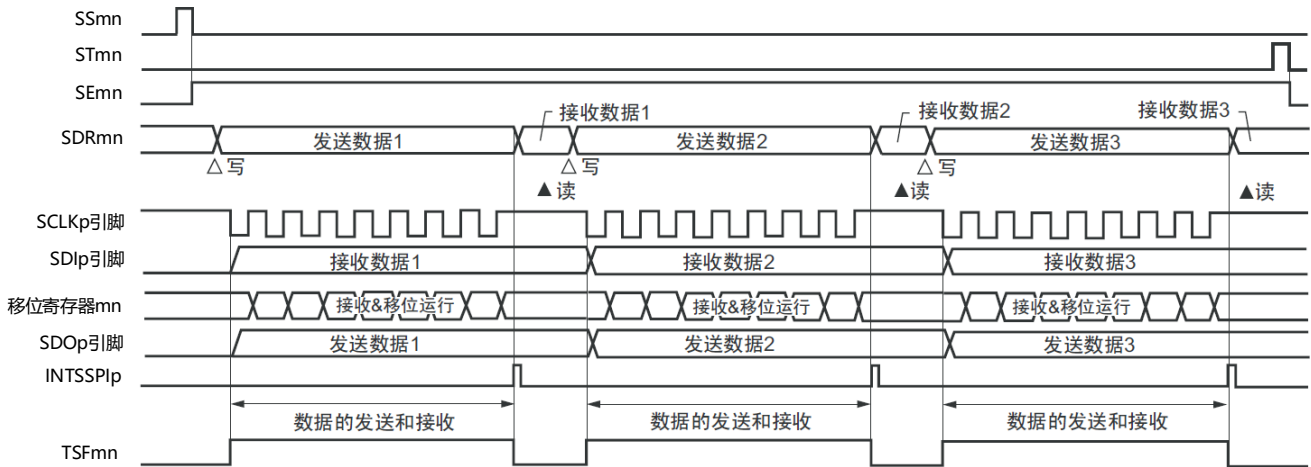 SSmn
STmn
SEmn
接收数据1 接收数据2 接收数据3
SDRmn 发送数据1 发送数据2 发送数据3
△写 △写 △写
▲读 ▲读 ▲读
SCLKp引脚
SDIp引脚 接收数据1 接收数据2 接收数据3
移位寄存器mn 接收&移位运行 接收&移位运行 接收&移位运行
SDOp引脚 发送数据1 发送数据2 发送数据3
INTSSPIp
数据的发送和接收 数据的发送和接收 数据的发送和接收
TSFmn